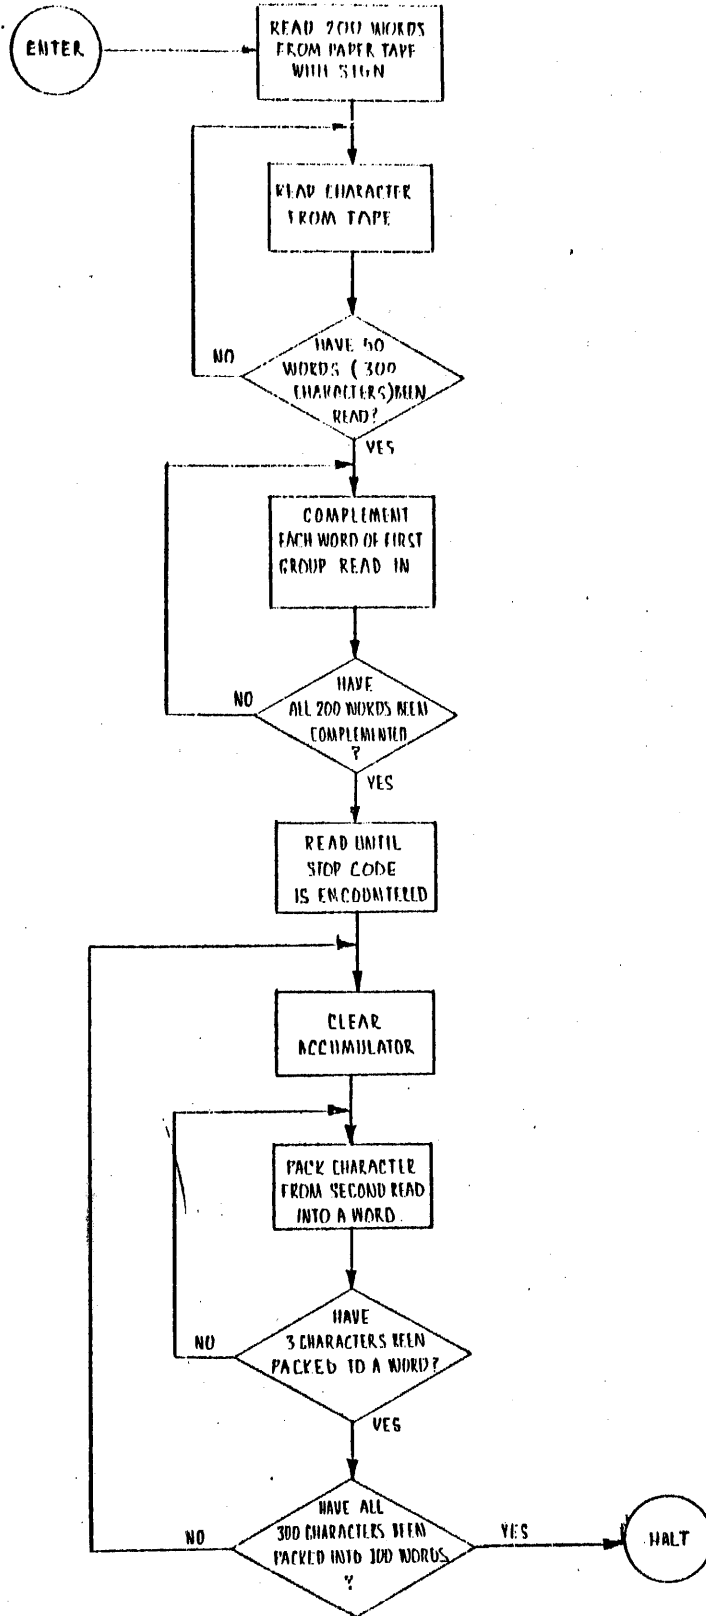 ENTER
READ 200 WORDS
FROM PAPER TAPE
WITH SIGN
READ CHARACTER
FROM TAPE
NO
HAVE 50
WORDS (300
CHARACTERS)BEEN
READ?
YES
COMPLEMENT
EACH WORD OF FIRST
GROUP READ IN
NO
HAVE
ALL 200 WORDS BEEN
COMPLEMENTED
?
YES
READ UNTIL
STOP CODE
IS ENCOUNTERED
CLEAR
ACCUMULATOR
PACK CHARACTER
FROM SECOND READ
INTO A WORD
NO
HAVE
3 CHARACTERS BEEN
PACKED TO A WORD?
YES
NO
HAVE ALL
300 CHARACTERS BEEN
PACKED INTO 100 WORDS
?
YES
HALT